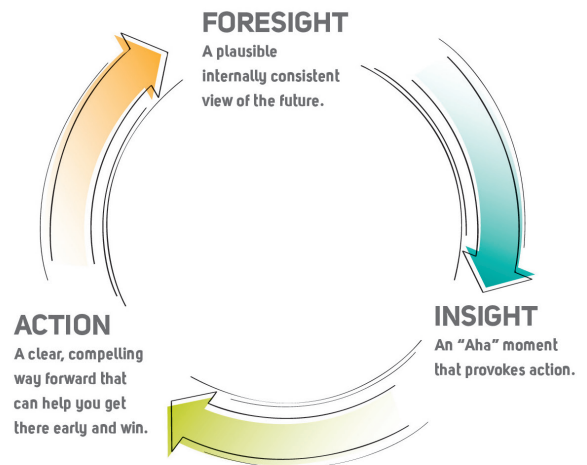 FORESIGHT
A plausible
internally consistent
view of the future.
INSIGHT
An “Aha” moment
that provokes action.
ACTION
A clear, compelling
way forward that
can help you get
there early and win.